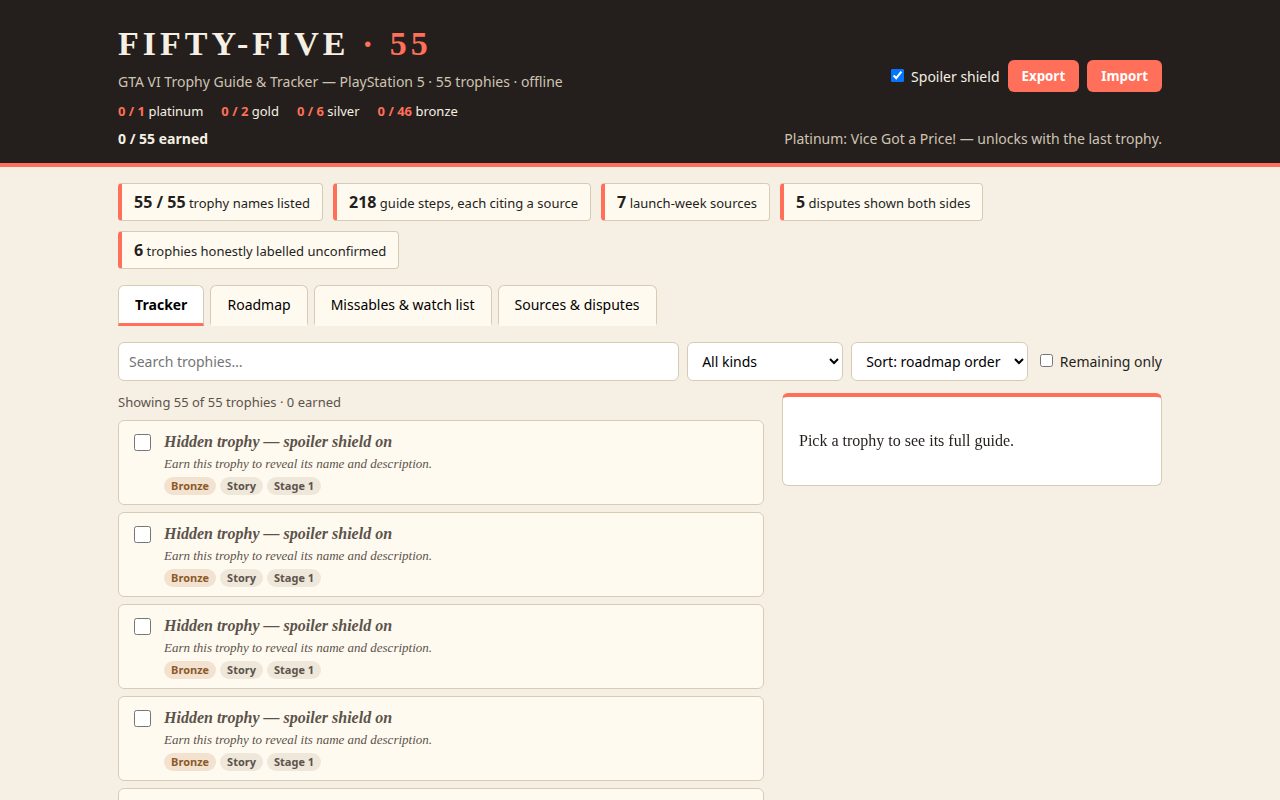 FIFTY-FIVE · 55
GTA VI Trophy Guide & Tracker — PlayStation 5 · 55 trophies · offline
0 / 1 platinum 0 / 2 gold 0 / 6 silver 0 / 46 bronze
0 / 55 earned
Spoiler shield Export Import
Platinum: Vice Got a Price! — unlocks with the last trophy.
55 / 55 trophy names listed
218 guide steps, each citing a source
7 launch-week sources
5 disputes shown both sides
6 trophies honestly labelled unconfirmed
Tracker Roadmap Missables & watch list Sources & disputes
Search trophies… All kinds Sort: roadmap order Remaining only
Showing 55 of 55 trophies · 0 earned
Hidden trophy — spoiler shield on
Earn this trophy to reveal its name and description.
Bronze Story Stage 1
Hidden trophy — spoiler shield on
Earn this trophy to reveal its name and description.
Bronze Story Stage 1
Hidden trophy — spoiler shield on
Earn this trophy to reveal its name and description.
Bronze Story Stage 1
Hidden trophy — spoiler shield on
Earn this trophy to reveal its name and description.
Bronze Story Stage 1
Pick a trophy to see its full guide.